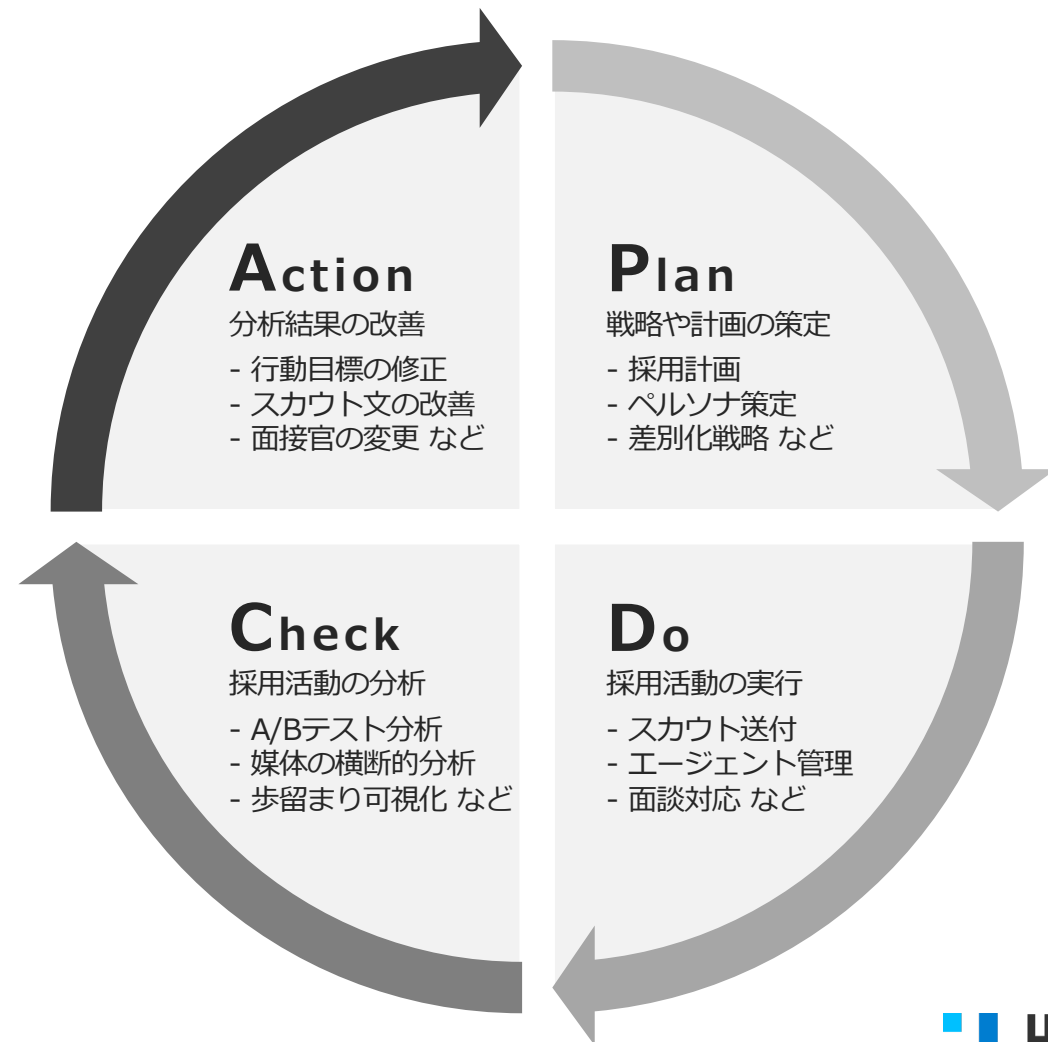 Action
分析結果の改善
- 行動目標の修正
- スカウト文の改善
- 面接官の変更 など
Plan
戦略や計画の策定
- 採用計画
- ペルソナ策定
- 差別化戦略 など
Check
採用活動の分析
- A/Bテスト分析
- 媒体の横断的分析
- 歩留まり可視化 など
Do
採用活動の実行
- スカウト送付
- エージェント管理
- 面談対応 など